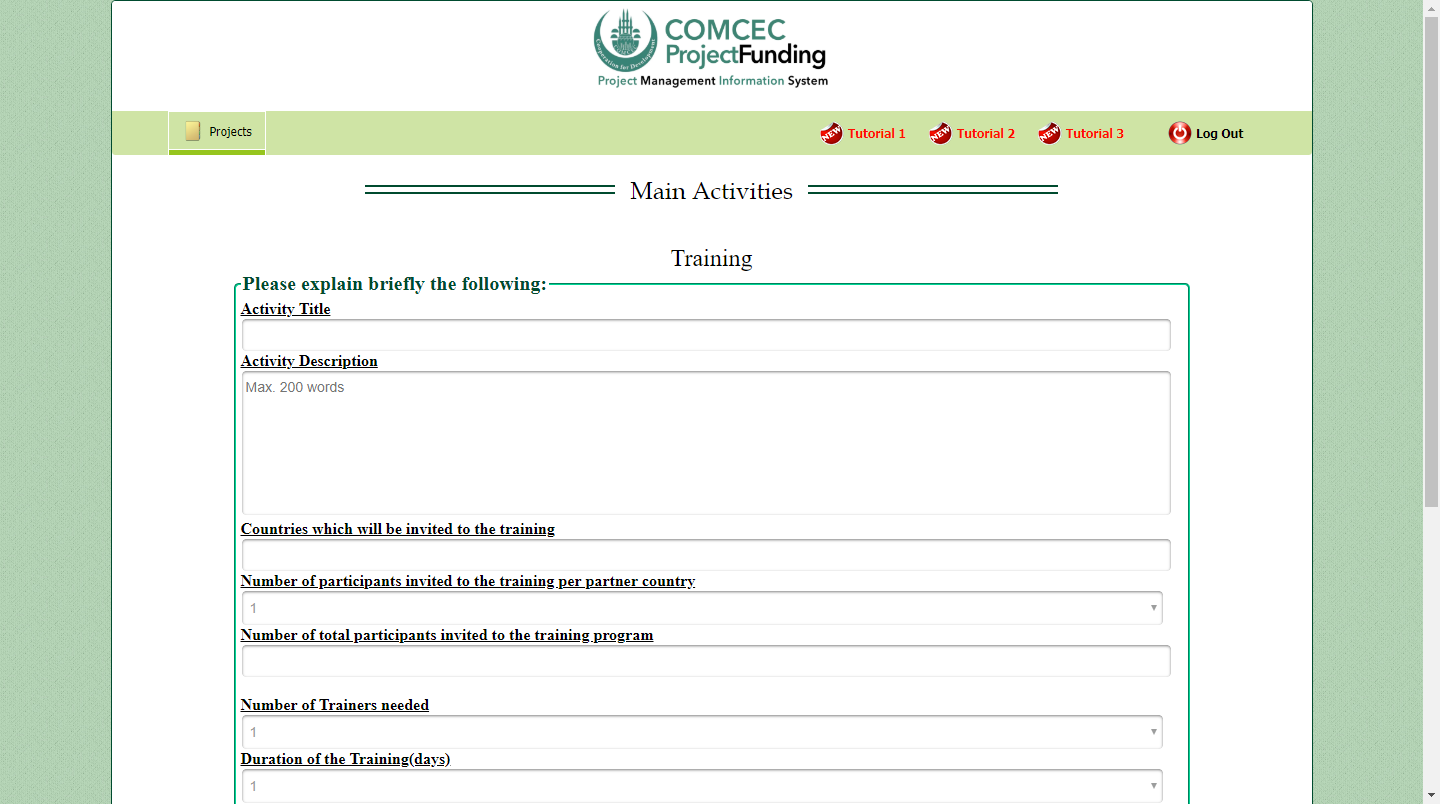 COMCEC
ProjectFunding
Cooperation for Development
Project Management Information System
Projects
NEW Tutorial 1 NEW Tutorial 2 NEW Tutorial 3 Log Out
Main Activities
Training
Please explain briefly the following:
Activity Title
Activity Description
Max. 200 words
Countries which will be invited to the training
Number of participants invited to the training per partner country
1
Number of total participants invited to the training program
Number of Trainers needed
1
Duration of the Training(days)
1